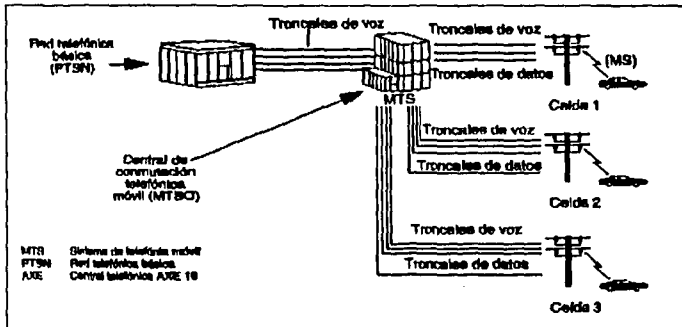 Troncales de voz
Red telefónica
básica
(PTSN)
MTS
Central de
conmutación
telefónica
móvil (MTSO)
Troncales de voz
Troncales de datos
(MS)
Celda 1
Troncales de voz
Troncales de datos
Celda 2
Troncales de voz
Troncales de datos
Celda 3
MTS Sistema de telefonía móvil
PTSN Red telefónica básica
AXE Central telefónica AXE 10